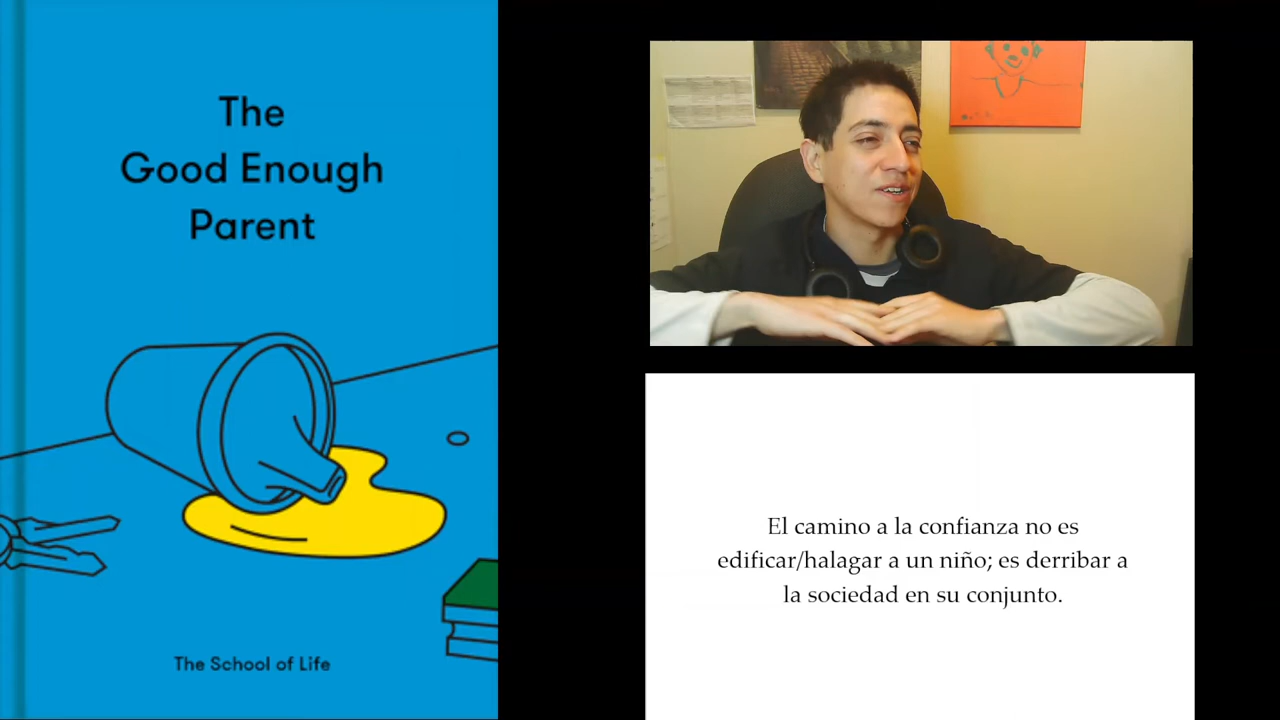 The
Good Enough
Parent
The School of Life
El camino a la confianza no es
edificar/halagar a un niño; es derribar a
la sociedad en su conjunto.